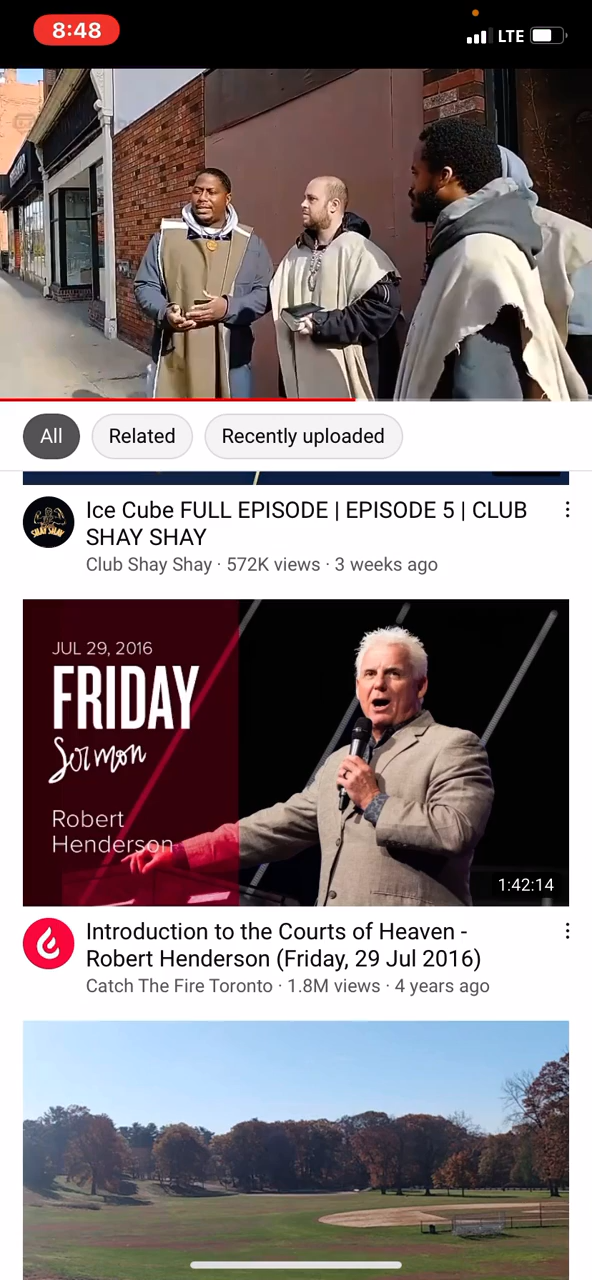 8:48
LTE
All
Related
Recently uploaded
Ice Cube FULL EPISODE | EPISODE 5 | CLUB
SHAY SHAY
Club Shay Shay · 572K views · 3 weeks ago
JUL 29, 2016
FRIDAY
Sermon
Robert
Henderson
1:42:14
Introduction to the Courts of Heaven -
Robert Henderson (Friday, 29 Jul 2016)
Catch The Fire Toronto · 1.8M views · 4 years ago